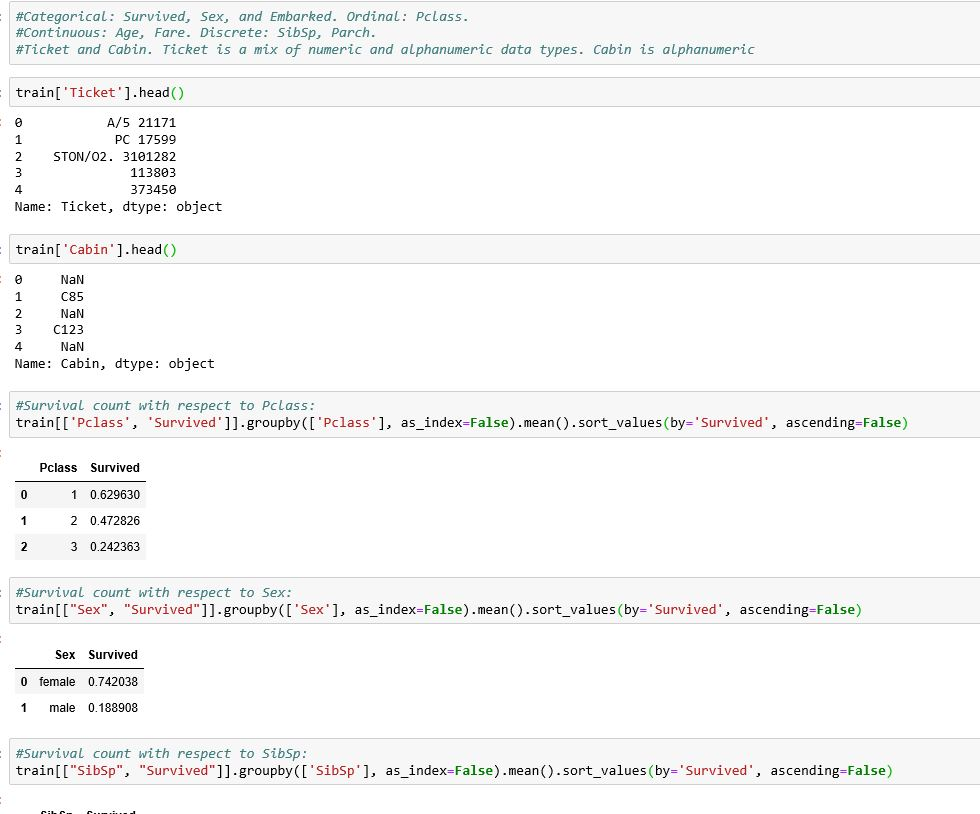 #Categorical: Survived, Sex, and Embarked. Ordinal: Pclass.
#Continuous: Age, Fare. Discrete: SibSp, Parch.
#Ticket and Cabin. Ticket is a mix of numeric and alphanumeric data types. Cabin is alphanumeric
train['Ticket'].head()
0 A/5 21171
1 PC 17599
2 STON/O2. 3101282
3 113803
4 373450
Name: Ticket, dtype: object
train['Cabin'].head()
0 NaN
1 C85
2 NaN
3 C123
4 NaN
Name: Cabin, dtype: object
#Survival count with respect to Pclass:
train[['Pclass', 'Survived']].groupby(['Pclass'], as_index=False).mean().sort_values(by='Survived', ascending=False)
Pclass Survived
0 1 0.629630
1 2 0.472826
2 3 0.242363
#Survival count with respect to Sex:
train[["Sex", "Survived"]].groupby(['Sex'], as_index=False).mean().sort_values(by='Survived', ascending=False)
Sex Survived
0 female 0.742038
1 male 0.188908
#Survival count with respect to SibSp:
train[["SibSp", "Survived"]].groupby(['SibSp'], as_index=False).mean().sort_values(by='Survived', ascending=False)
SibSp Survived